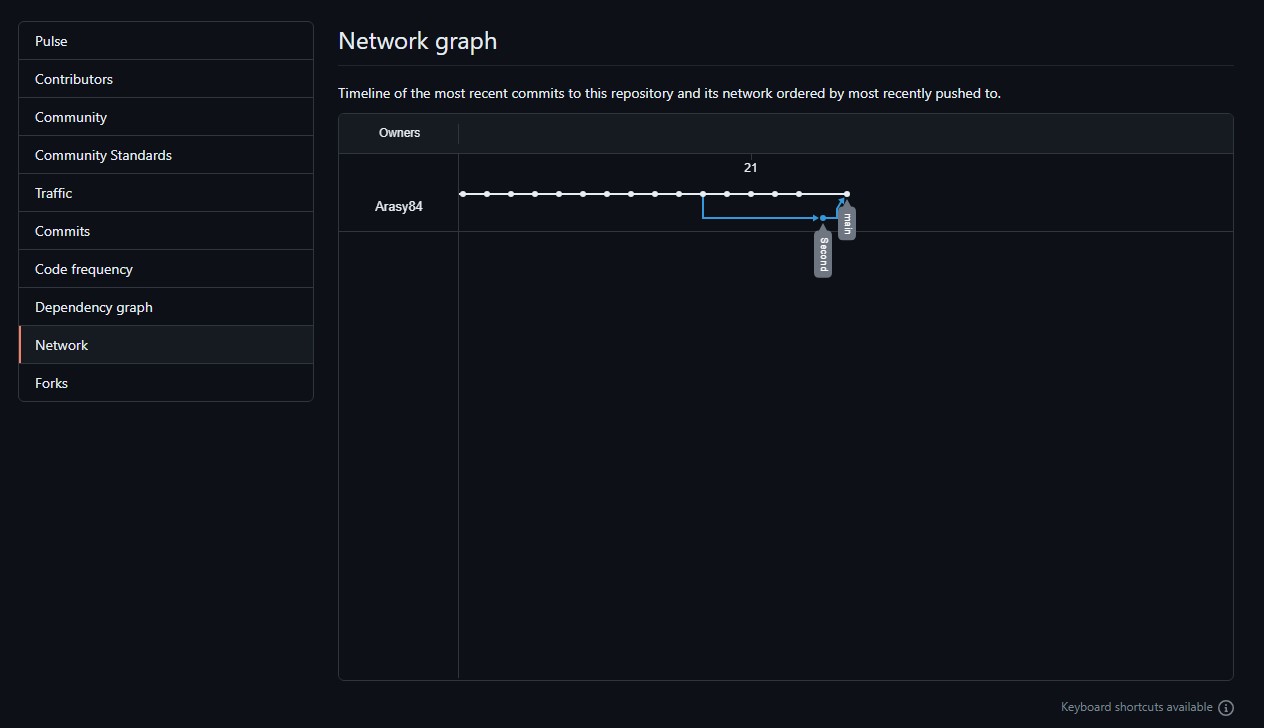 Pulse
Contributors
Community
Community Standards
Traffic
Commits
Code frequency
Dependency graph
Network
Forks
Network graph
Timeline of the most recent commits to this repository and its network ordered by most recently pushed to.
Owners
21
Arasy84
main
Second
Keyboard shortcuts available